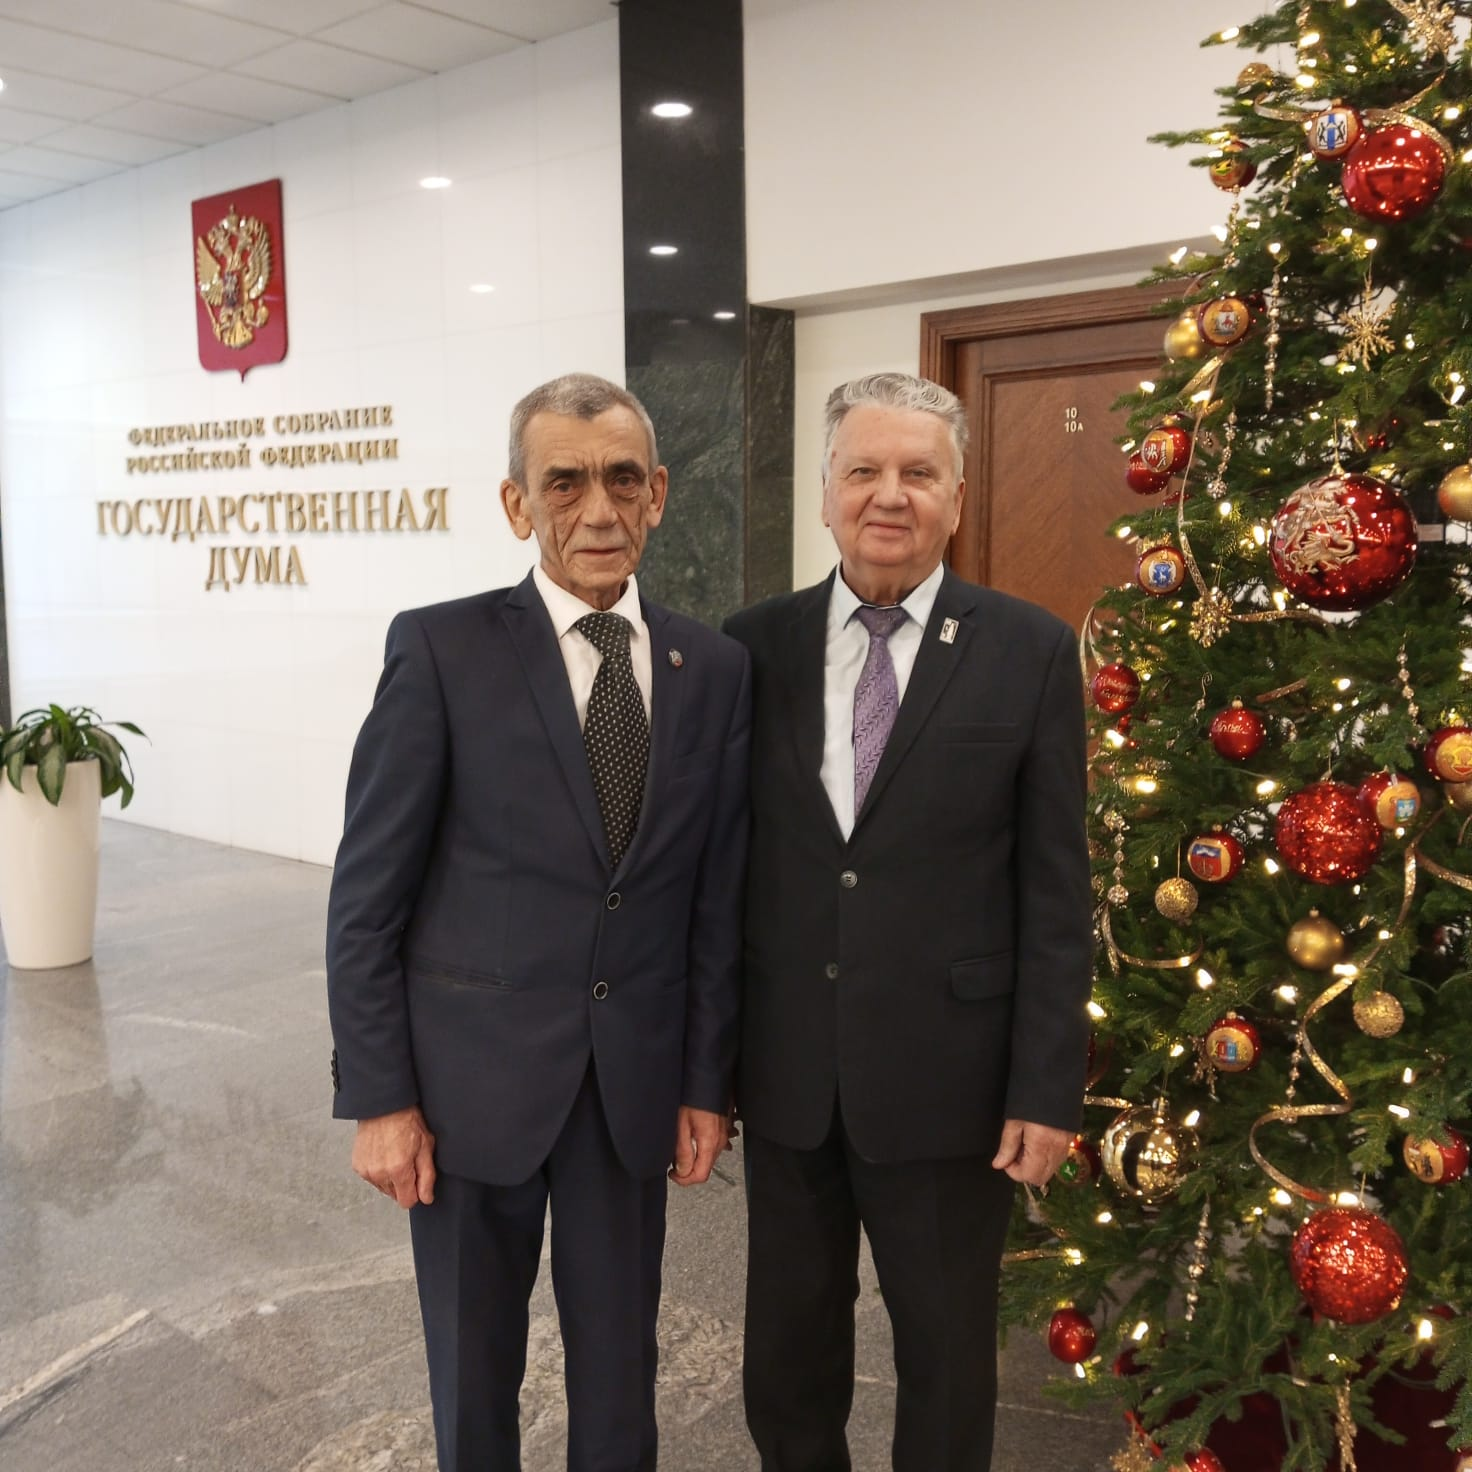 ФЕДЕРАЛЬНОЕ СОБРАНИЕ
РОССИЙСКОЙ ФЕДЕРАЦИИ
ГОСУДАРСТВЕННАЯ
ДУМА
10
10А